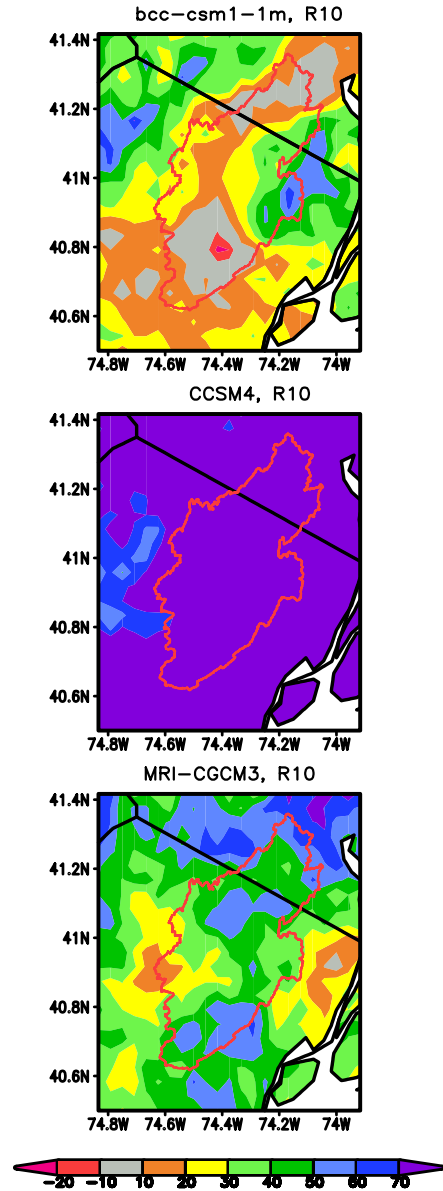 bcc-csm1-1m, R10
41.4N
41.2N
41N
40.8N
40.6N
74.8W 74.6W 74.4W 74.2W 74W
CCSM4, R10
41.4N
41.2N
41N
40.8N
40.6N
74.8W 74.6W 74.4W 74.2W 74W
MRI-CGCM3, R10
41.4N
41.2N
41N
40.8N
40.6N
74.8W 74.6W 74.4W 74.2W 74W
-20 -10 10 20 30 40 50 60 70